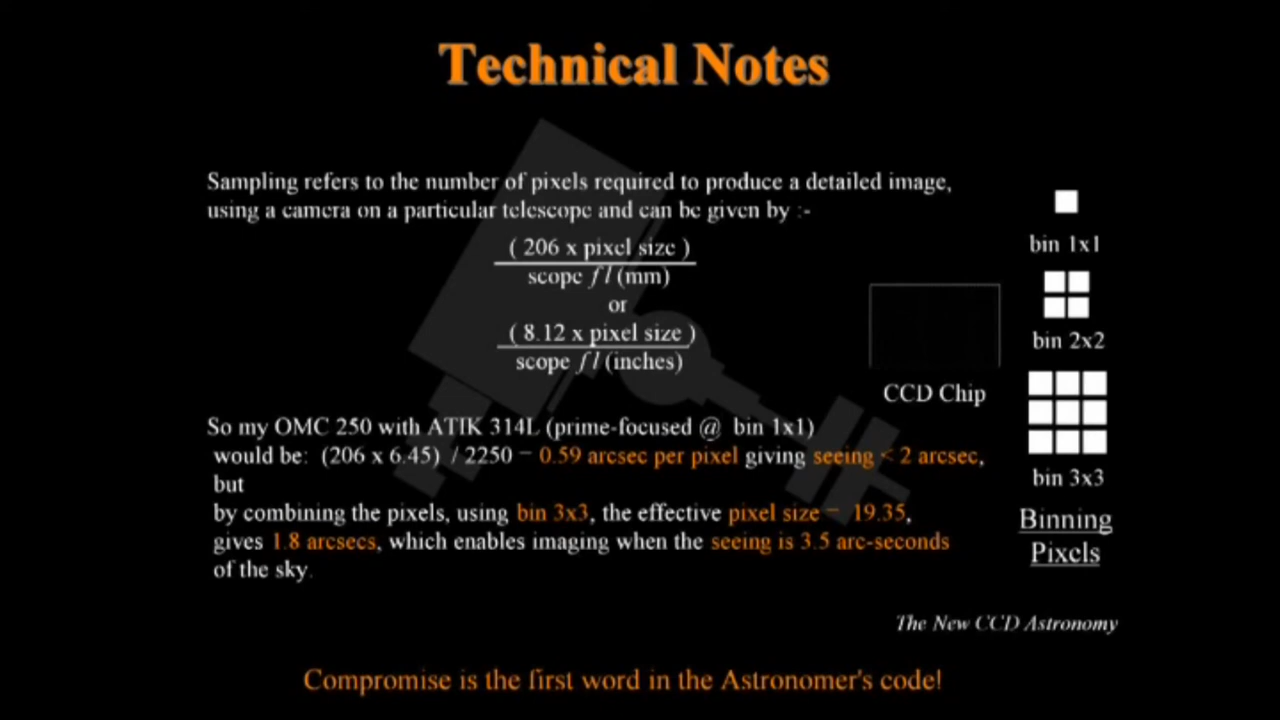 Technical Notes
Sampling refers to the number of pixels required to produce a detailed image,
using a camera on a particular telescope and can be given by :-
( 206 x pixel size )
scope f l (mm)
or
( 8.12 x pixel size )
scope f l (inches)
So my OMC 250 with ATIK 314L (prime-focused @ bin 1x1)
would be: (206 x 6.45) / 2250 = 0.59 arcsec per pixel giving seeing < 2 arcsec,
but
by combining the pixels, using bin 3x3, the effective pixel size = 19.35,
gives 1.8 arcsecs, which enables imaging when the seeing is 3.5 arc-seconds
of the sky.
CCD Chip
bin 1x1
bin 2x2
bin 3x3
Binning
Pixels
The New CCD Astronomy
Compromise is the first word in the Astronomer's code!